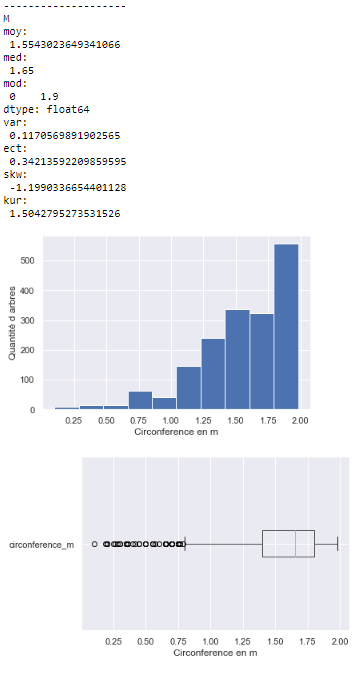 --------------------
M
moy:
1.5543023649341066
med:
1.65
mod:
0    1.9
dtype: float64
var:
0.1170569891902565
ect:
0.34213592209859595
skw:
-1.1990336654401128
kur:
1.5042795273531526
500
400
300
200
100
0
Quantité d arbres
0.25 0.50 0.75 1.00 1.25 1.50 1.75 2.00
Circonference en m
circonference_m
0.25 0.50 0.75 1.00 1.25 1.50 1.75 2.00
Circonference en m